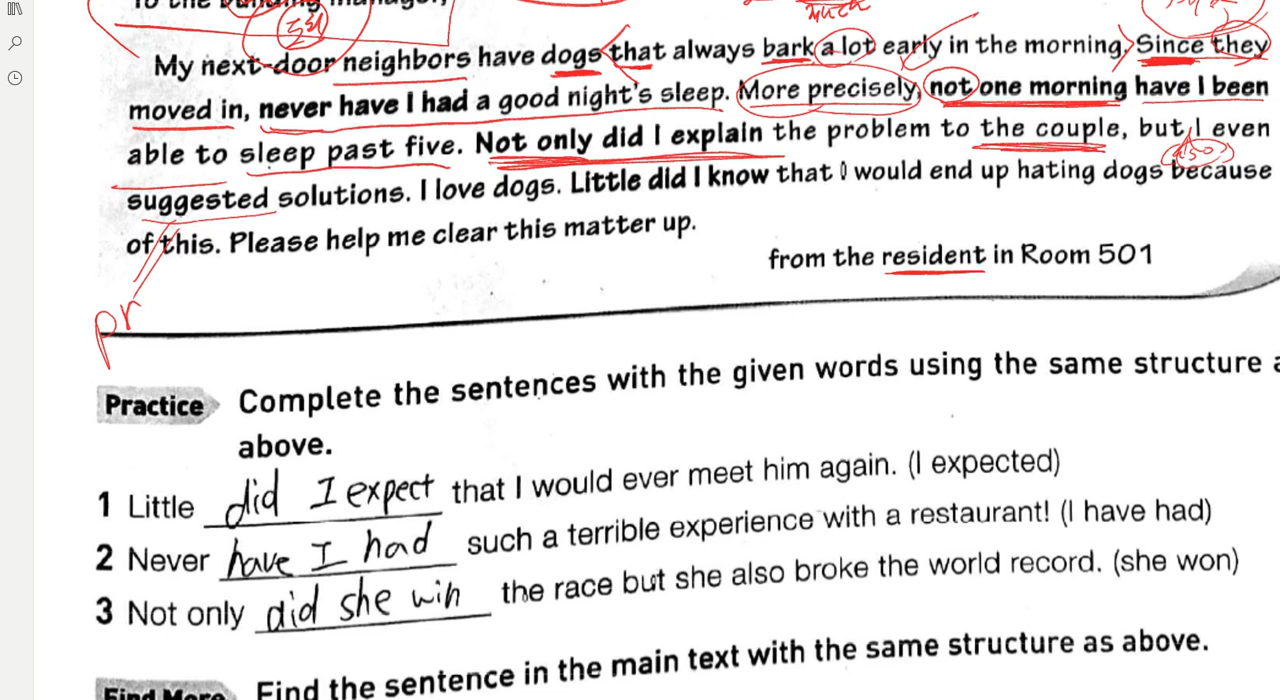 much
도치
My next-door neighbors have dogs that always bark a lot early in the morning. Since they
moved in, never have I had a good night's sleep. More precisely, not one morning have I been
able to sleep past five. Not only did I explain the problem to the couple, but I even
suggested solutions. I love dogs. Little did I know that I would end up hating dogs because
of this. Please help me clear this matter up.
from the resident in Room 501
pr
Practice Complete the sentences with the given words using the same structure
above.
1 Little did I expect that I would ever meet him again. (I expected)
2 Never have I had such a terrible experience with a restaurant! (I have had)
3 Not only did she win the race but she also broke the world record. (she won)
Find More Find the sentence in the main text with the same structure as above.